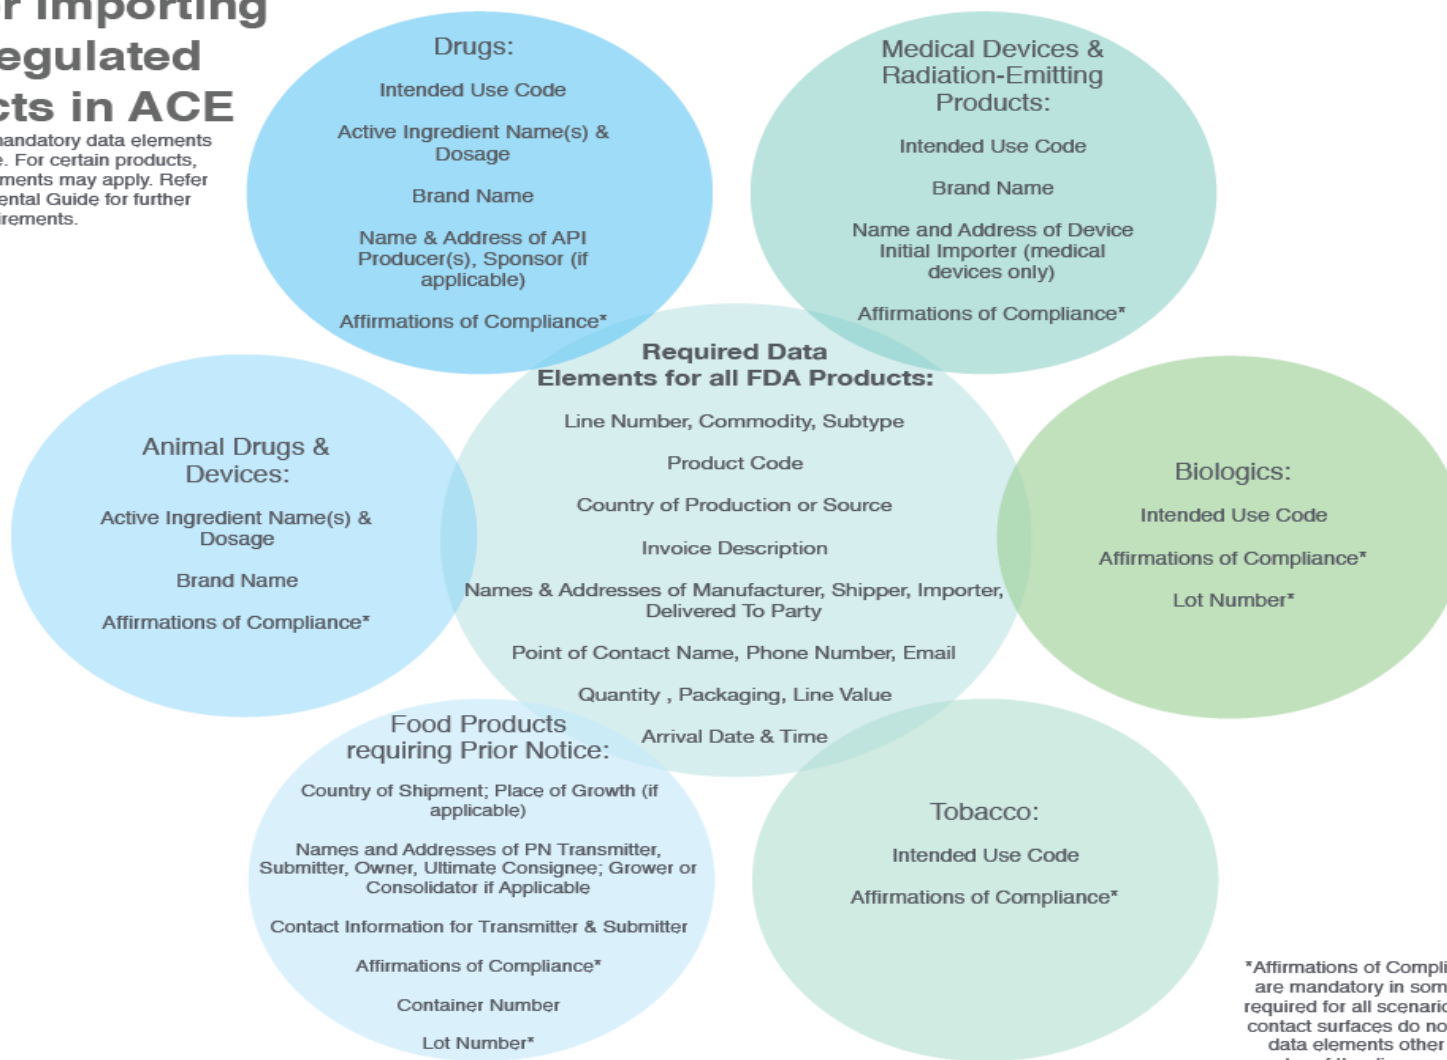 r Importing
egulated
cts in ACE
mandatory data elements
e. For certain products,
ments may apply. Refer
ental Guide for further
irements.
Drugs:
Intended Use Code
Active Ingredient Name(s) &
Dosage
Brand Name
Name & Address of API
Producer(s), Sponsor (if
applicable)
Affirmations of Compliance*
Medical Devices &
Radiation-Emitting
Products:
Intended Use Code
Brand Name
Name and Address of Device
Initial Importer (medical
devices only)
Affirmations of Compliance*
Required Data
Elements for all FDA Products:
Line Number, Commodity, Subtype
Product Code
Country of Production or Source
Invoice Description
Names & Addresses of Manufacturer, Shipper, Importer,
Delivered To Party
Point of Contact Name, Phone Number, Email
Quantity , Packaging, Line Value
Arrival Date & Time
Animal Drugs &
Devices:
Active Ingredient Name(s) &
Dosage
Brand Name
Affirmations of Compliance*
Biologics:
Intended Use Code
Affirmations of Compliance*
Lot Number*
Food Products
requiring Prior Notice:
Country of Shipment; Place of Growth (if
applicable)
Names and Addresses of PN Transmitter,
Submitter, Owner, Ultimate Consignee; Grower or
Consolidator if Applicable
Contact Information for Transmitter & Submitter
Affirmations of Compliance*
Container Number
Lot Number*
Tobacco:
Intended Use Code
Affirmations of Compliance*
*Affirmations of Compli
are mandatory in som
required for all scenario
contact surfaces do no
data elements other